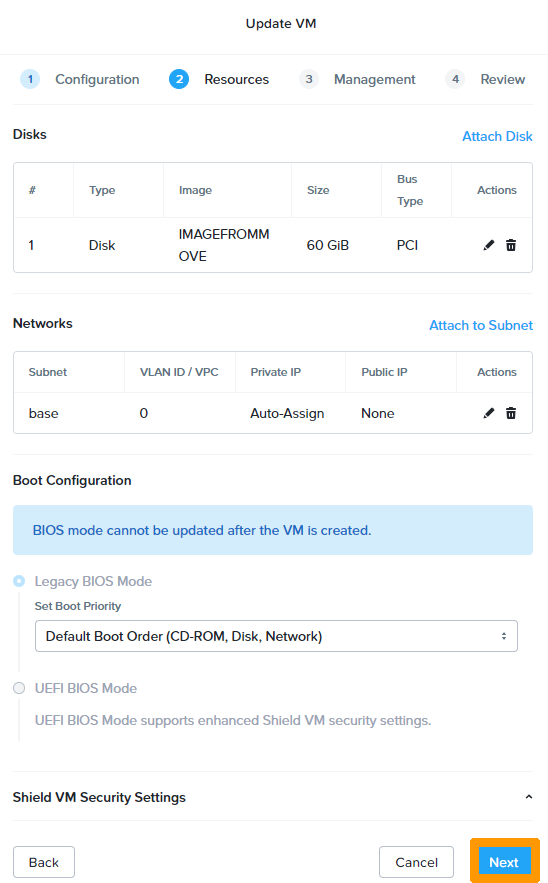 Update VM
1 Configuration 2 Resources 3 Management 4 Review
Disks Attach Disk
# Type Image Size Bus Type Actions
1 Disk IMAGEFROMM 60 GiB PCI
OVE
Networks Attach to Subnet
Subnet VLAN ID / VPC Private IP Public IP Actions
base 0 Auto-Assign None
Boot Configuration
BIOS mode cannot be updated after the VM is created.
Legacy BIOS Mode
Set Boot Priority
Default Boot Order (CD-ROM, Disk, Network)
UEFI BIOS Mode
UEFI BIOS Mode supports enhanced Shield VM security settings.
Shield VM Security Settings
Back Cancel Next